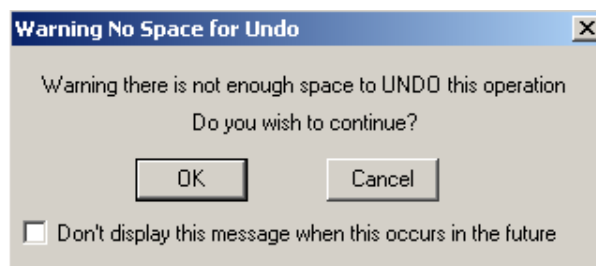 Warning No Space for Undo
Warning there is not enough space to UNDO this operation
Do you wish to continue?
OK Cancel
Don't display this message when this occurs in the future